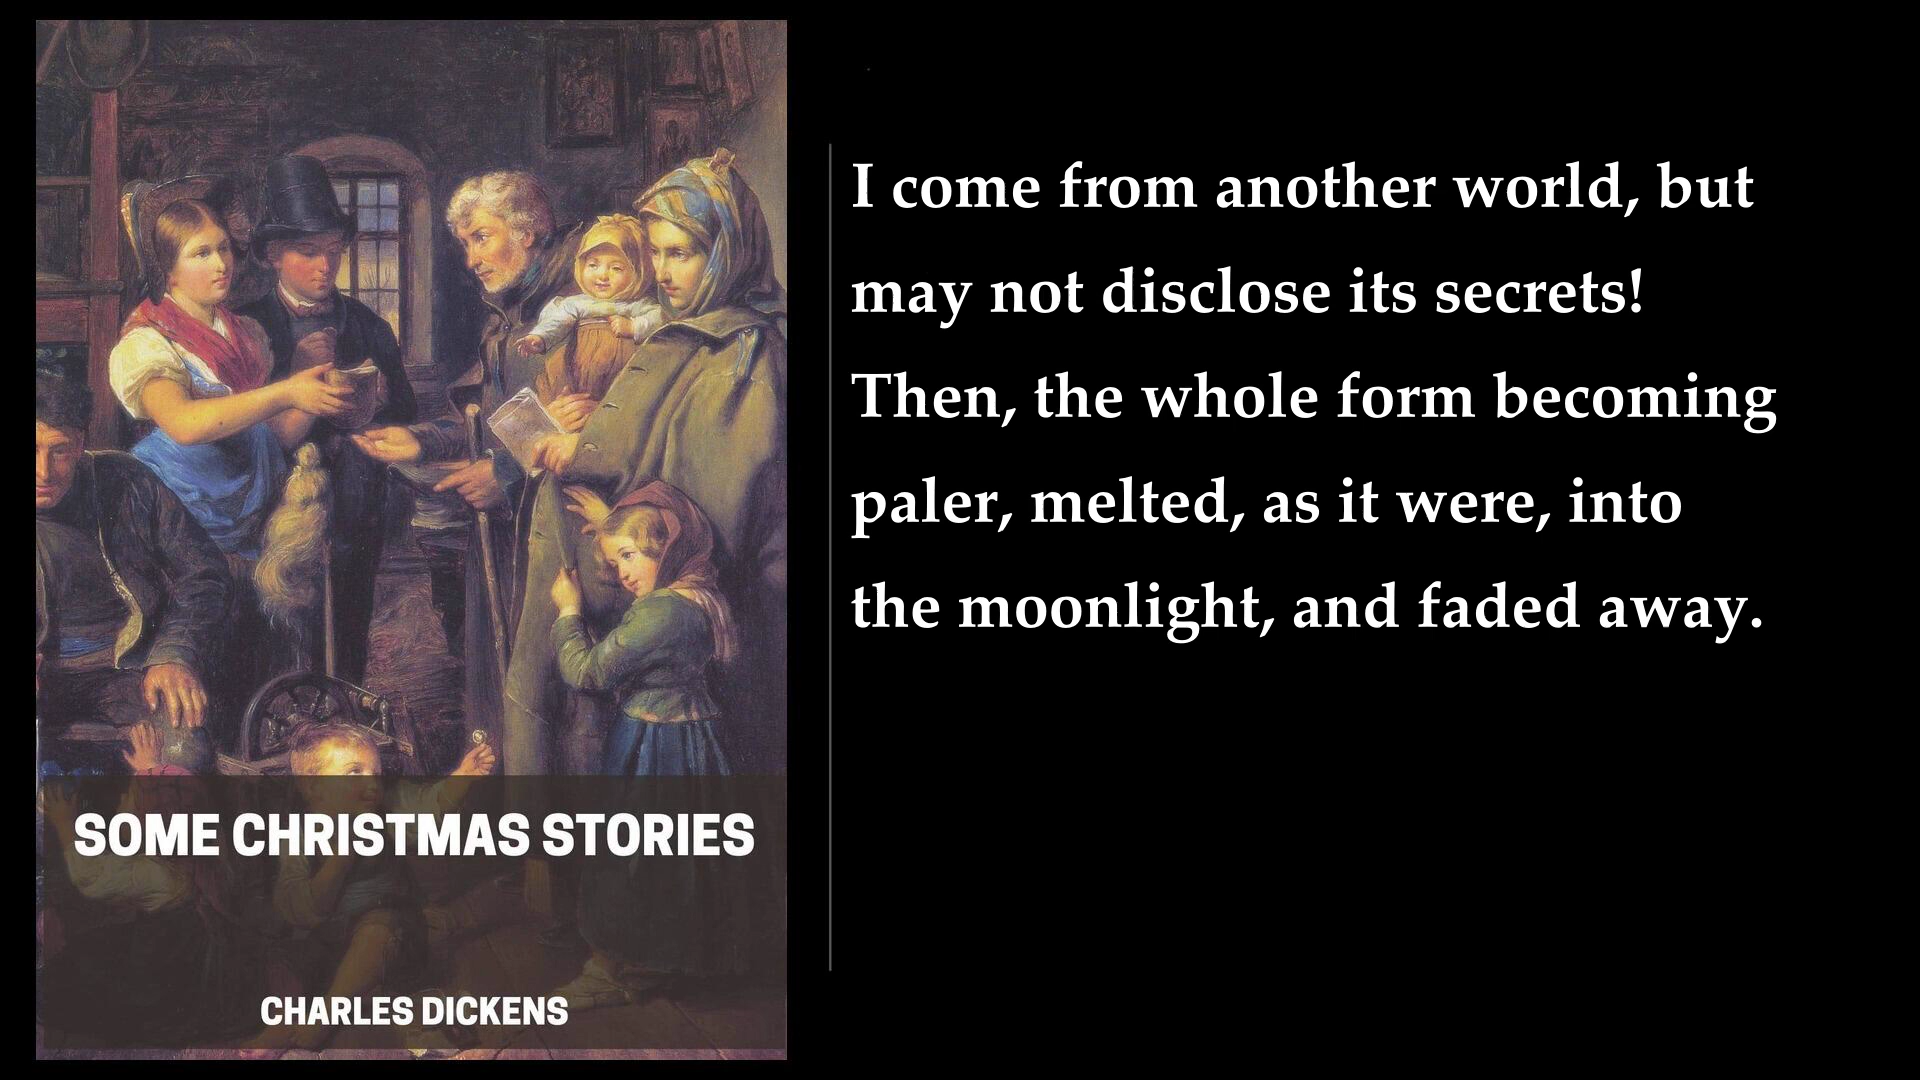 SOME CHRISTMAS STORIES
CHARLES DICKENS
I come from another world, but
may not disclose its secrets!
Then, the whole form becoming
paler, melted, as it were, into
the moonlight, and faded away.